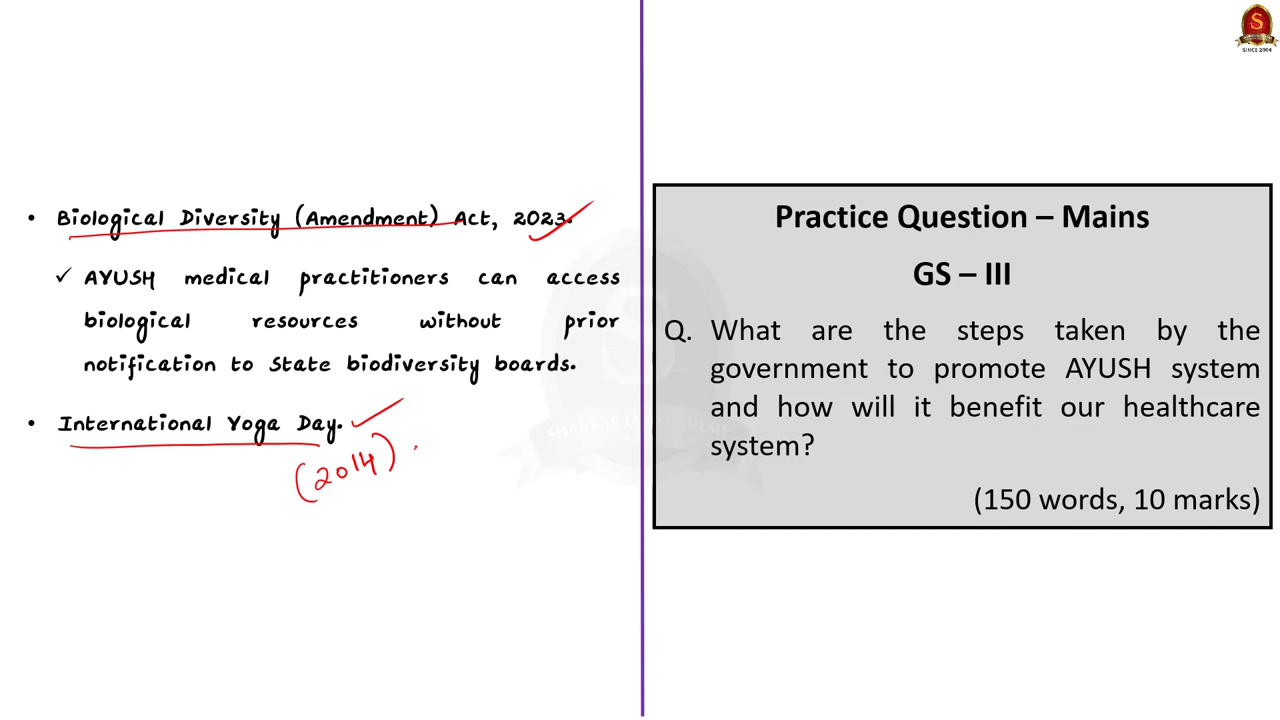 S
SINCE 2004
• Biological Diversity (Amendment) Act, 2023.
✓ AYUSH medical practitioners can access
biological resources without prior
notification to State biodiversity boards.
• International Yoga Day.
(2014)
Practice Question – Mains
GS – III
Q. What are the steps taken by the
government to promote AYUSH system
and how will it benefit our healthcare
system?
(150 words, 10 marks)